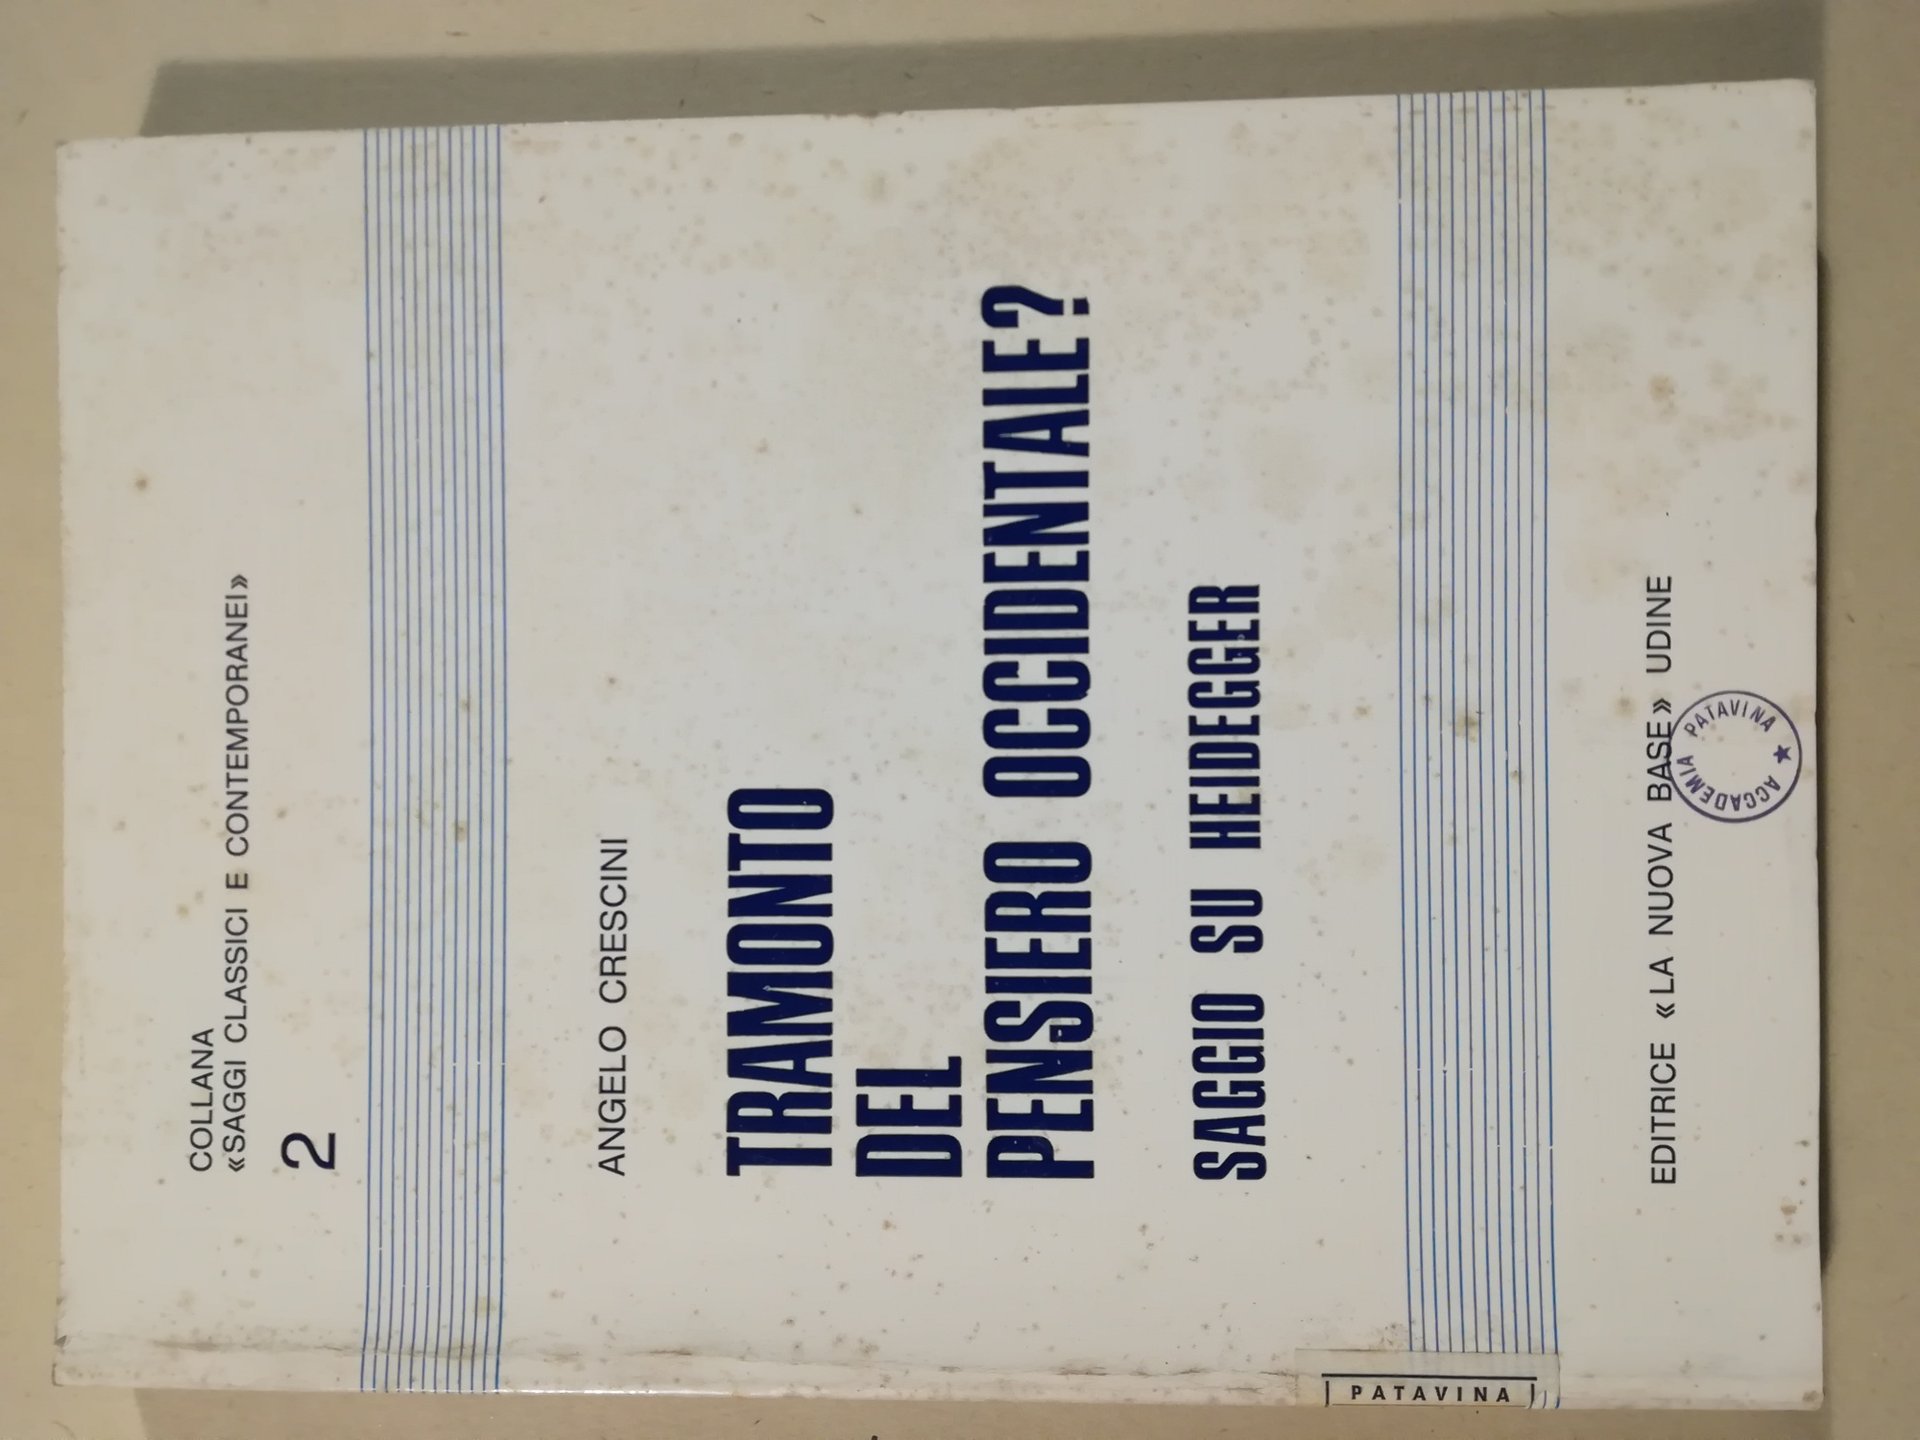 COLLANA
«SAGGI CLASSICI E CONTEMPORANEI»
2
ANGELO CRESCINI
TRAMONTO
DEL
PENSIERO OCCIDENTALE?
SAGGIO SU HEIDEGGER
EDITRICE «LA NUOVA BASE» UDINE
ACCADEMIA PATAVINA ★
PATAVINA